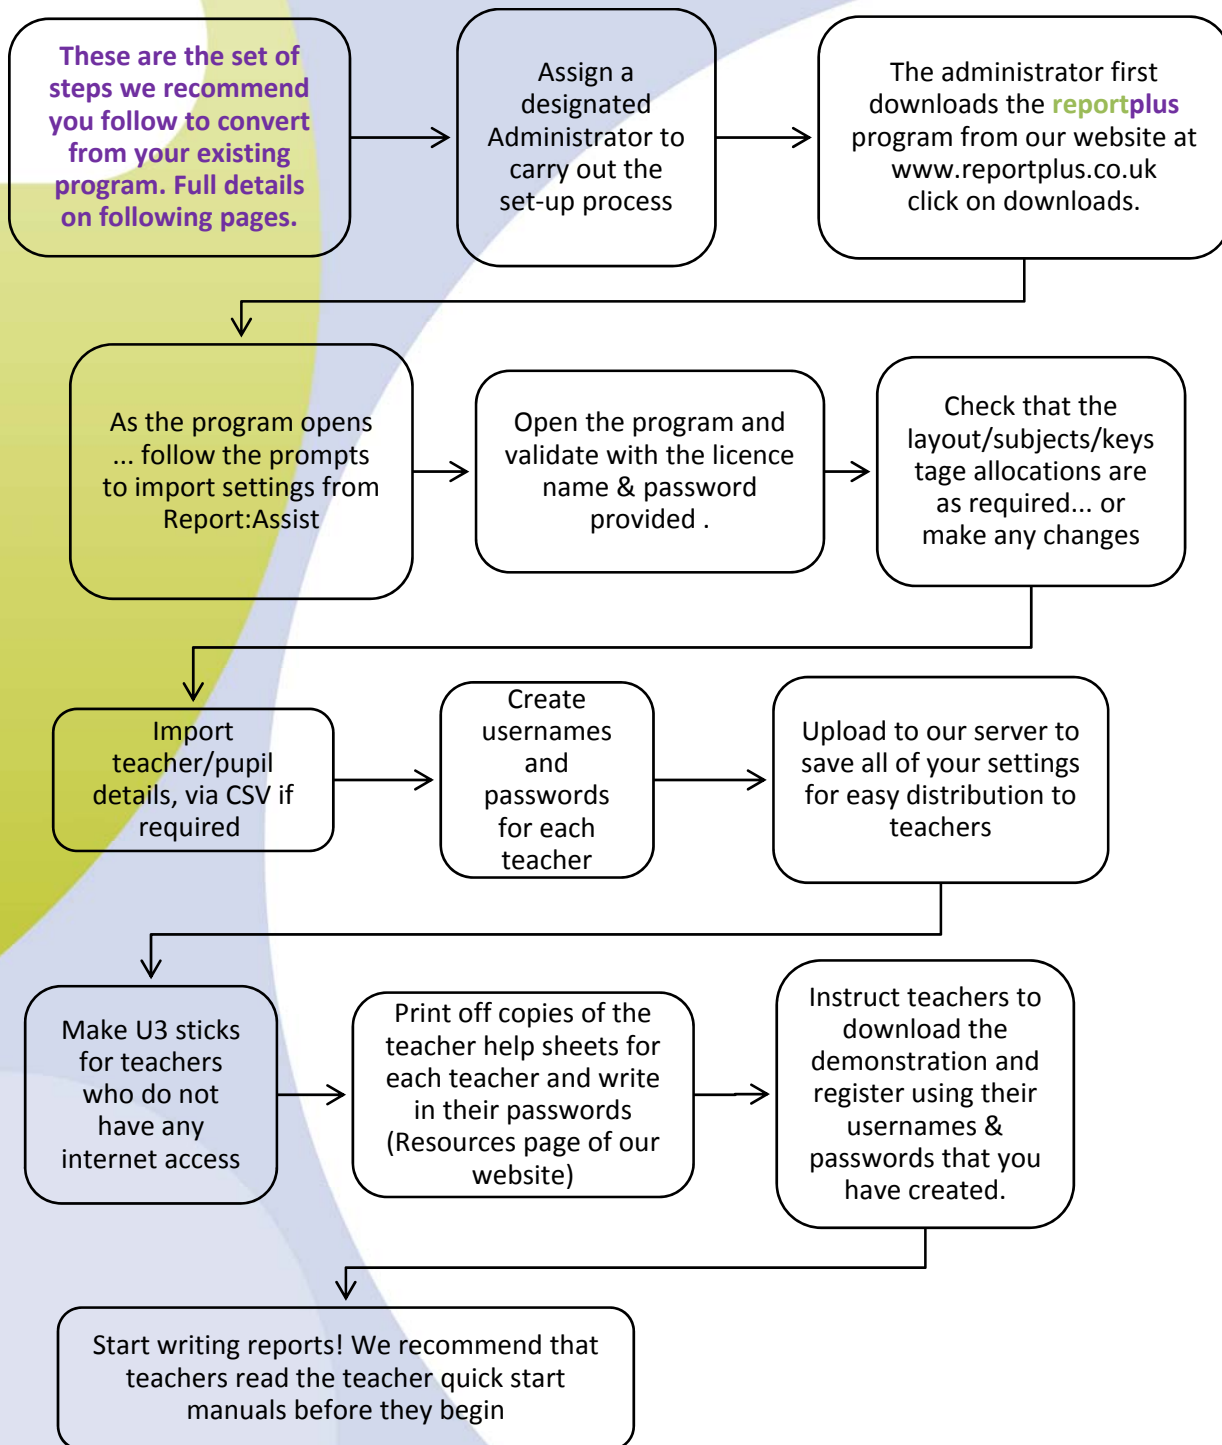 These are the set of
steps we recommend
you follow to convert
from your existing
program. Full details
on following pages.
Assign a
designated
Administrator to
carry out the
set-up process
The administrator first
downloads the reportplus
program from our website at
www.reportplus.co.uk
click on downloads.
As the program opens
... follow the prompts
to import settings from
Report:Assist
Open the program and
validate with the licence
name & password
provided .
Check that the
layout/subjects/keys
tage allocations are
as required... or
make any changes
Import
teacher/pupil
details, via CSV if
required
Create
usernames
and
passwords
for each
teacher
Upload to our server to
save all of your settings
for easy distribution to
teachers
Make U3 sticks
for teachers
who do not
have any
internet access
Print off copies of the
teacher help sheets for
each teacher and write
in their passwords
(Resources page of our
website)
Instruct teachers to
download the
demonstration and
register using their
usernames &
passwords that you
have created.
Start writing reports! We recommend that
teachers read the teacher quick start
manuals before they begin